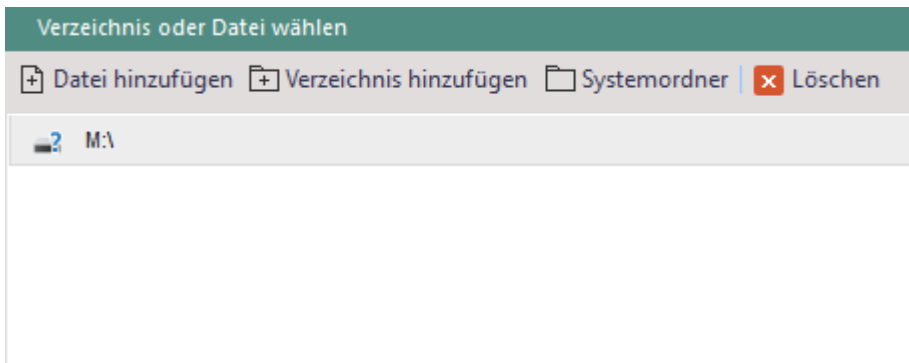 Verzeichnis oder Datei wählen
Datei hinzufügen Verzeichnis hinzufügen Systemordner Löschen
M:\